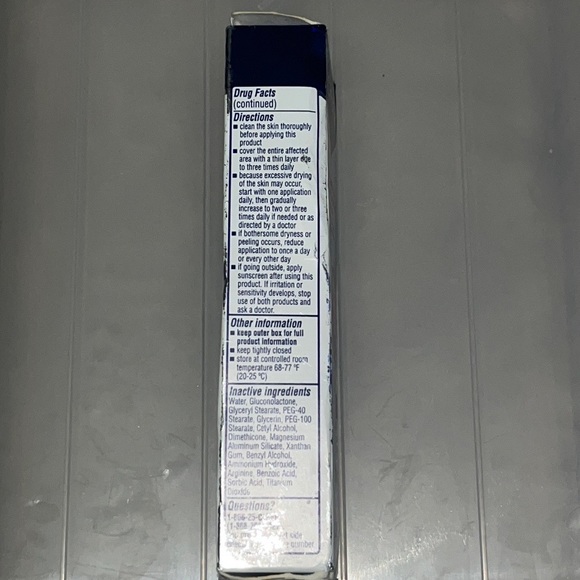 Drug Facts
(continued)
Directions
■ clean the skin thoroughly
before applying this
product
■ cover the entire affected
area with a thin layer
to three times daily
■ because excessive drying
of the skin may occur,
start with one application
daily, then gradually
increase to two or three
times daily if needed or as
directed by a doctor
■ if bothersome dryness or
peeling occurs, reduce
application to once a day
or every other day
■ if going outside, apply
sunscreen after using this
product. If irritation or
sensitivity develops, stop
use of both products and
ask a doctor.
Other information
■ keep outer box for full
product information
■ keep tightly closed
■ store at controlled room
temperature 68-77 °F
(20-25 °C)
Inactive ingredients
Water, Gluconolactone,
Glyceryl Stearate, PEG-40
Stearate, Glycerin, PEG-100
Stearate, Cetyl Alcohol,
Dimethicone, Magnesium
Aluminum Silicate, Xanthan
Gum, Benzyl Alcohol,
Ammonium Hydroxide,
Arginine, Benzoic Acid,
Sorbic Acid, Titanium
Dioxide
Questions?
side